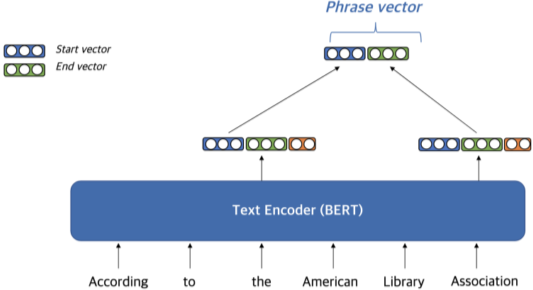 Phrase vector
Start vector
End vector
Text Encoder (BERT)
According to the American Library Association